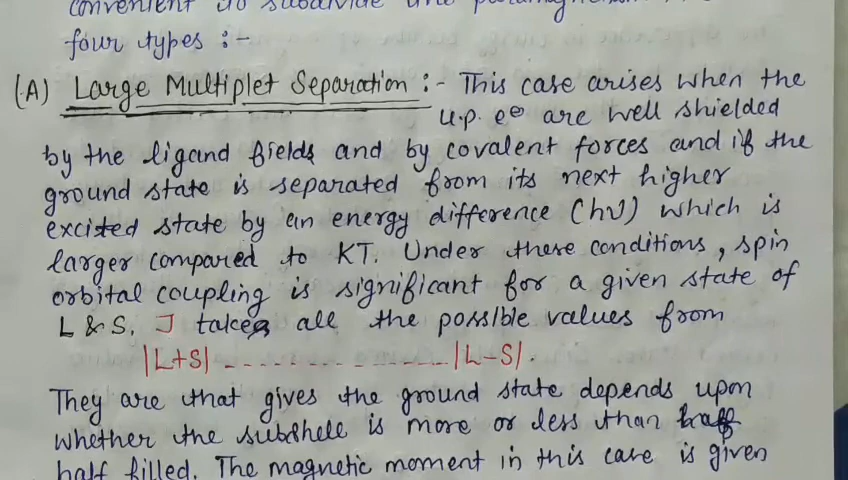 convenient to subdivide the
four types :-
(A) Large Multiplet Separation :- This case arises when the
u.p. e⊖ are well shielded
by the ligand fields and by covalent forces and if the
ground state is separated from its next higher
excited state by an energy difference (hν) which is
larger compared to KT. Under these conditions, spin
orbital coupling is significant for a given state of
L & S. J takes all the possible values from
|L+S| - - - - - - - - - - - - - - - |L-S|.
They are that gives the ground state depends upon
whether the subshell is more or less than half
half filled. The magnetic moment in this case is given